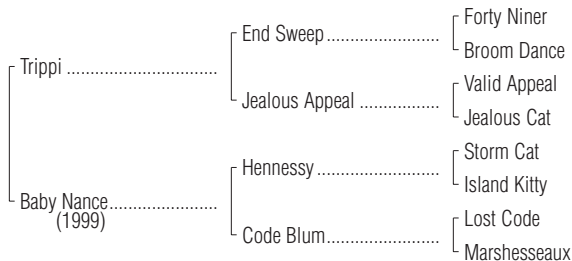 Forty Niner
End Sweep.......................
Broom Dance
Trippi ................................
Valid Appeal
Jealous Appeal .................
Jealous Cat
Storm Cat
Hennessy..........................
Island Kitty
Baby Nance.......................
(1999)
Lost Code
Code Blum........................
Marshesseaux